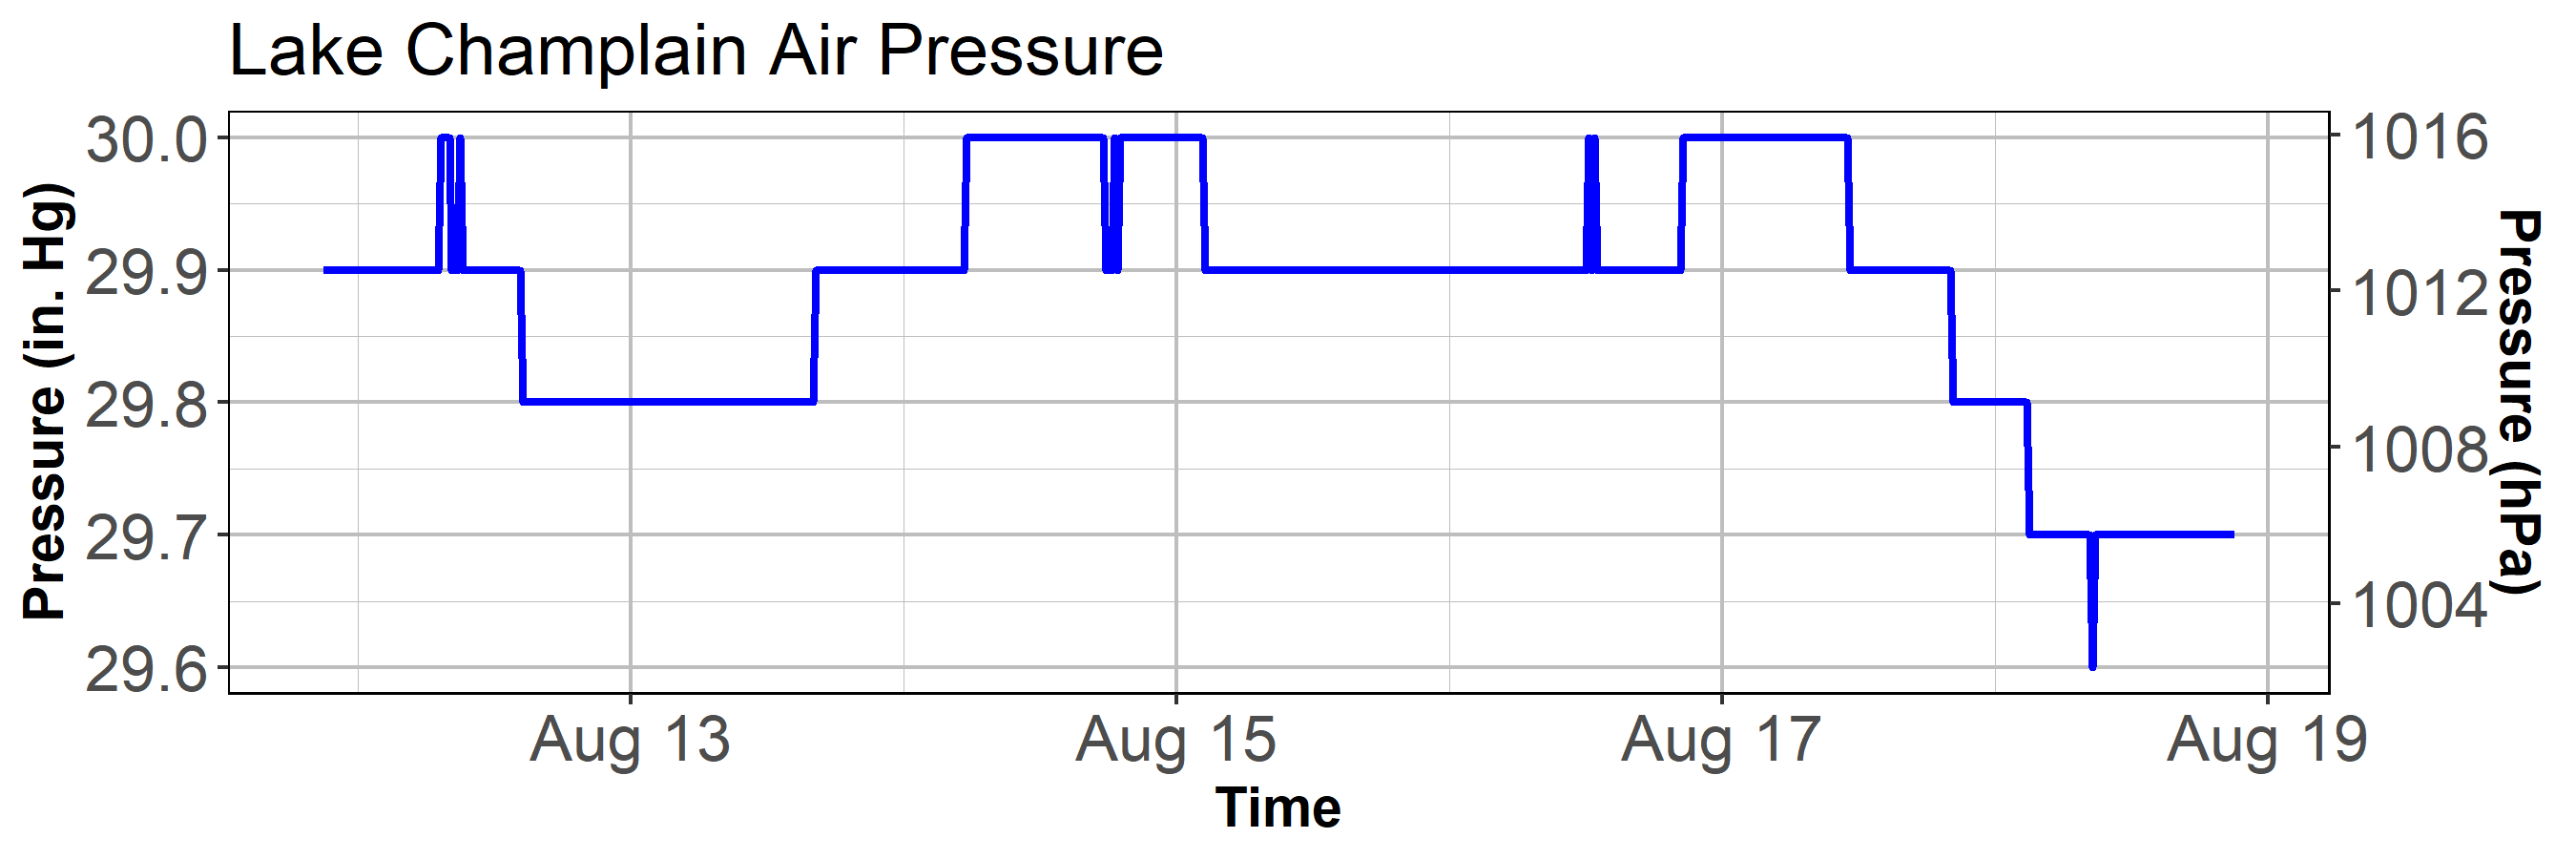 Lake Champlain Air Pressure
30.0
29.9
29.8
29.7
29.6
Pressure (in. Hg)
1016
1012
1008
1004
Pressure (hPa)
Aug 13 Aug 15 Aug 17 Aug 19
Time